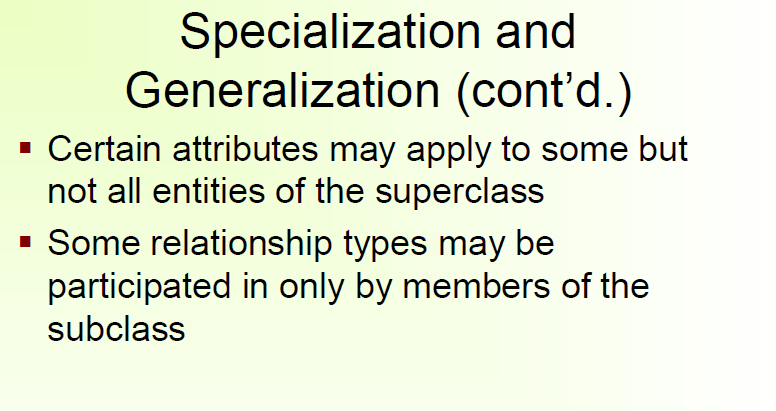 Specialization and
Generalization (cont’d.)
▪ Certain attributes may apply to some but
not all entities of the superclass
▪ Some relationship types may be
participated in only by members of the
subclass